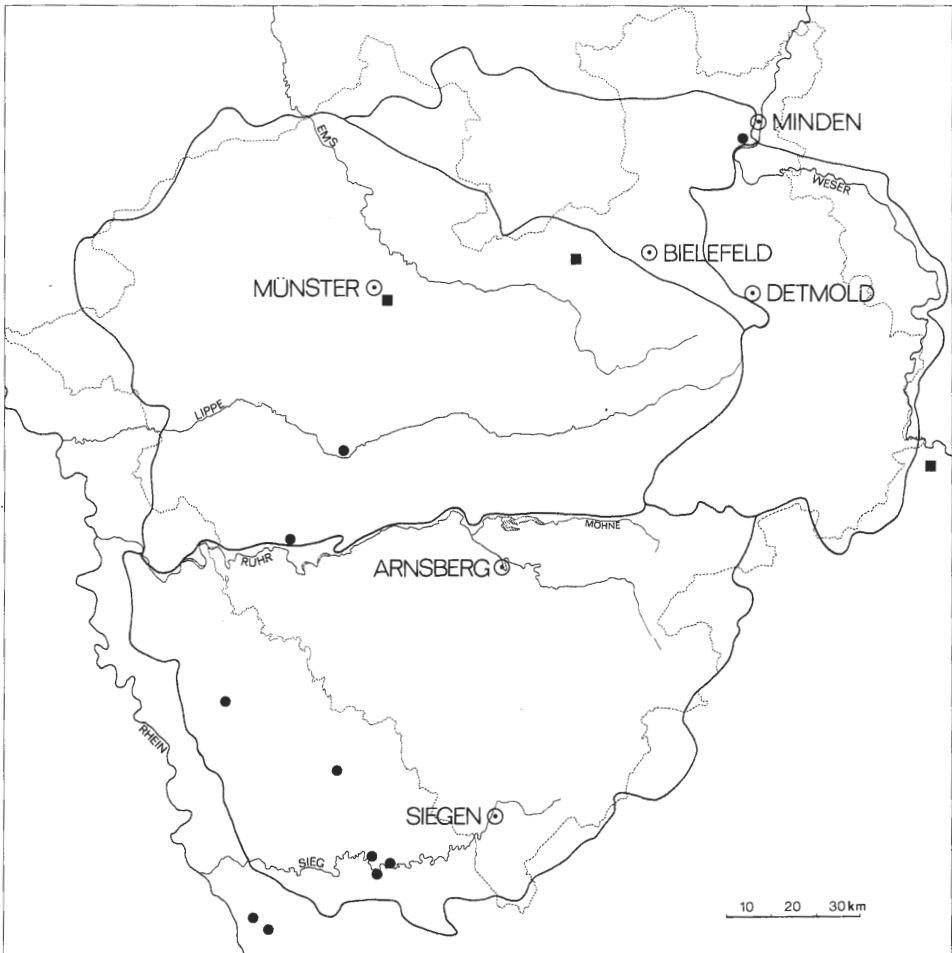 MINDEN
EMS
WESER
BIELEFELD
MÜNSTER
DETMOLD
LIPPE
MÖHNE
RUHR
ARNSBERG
RHEIN
SIEGEN
SIEG
10 20 30 km